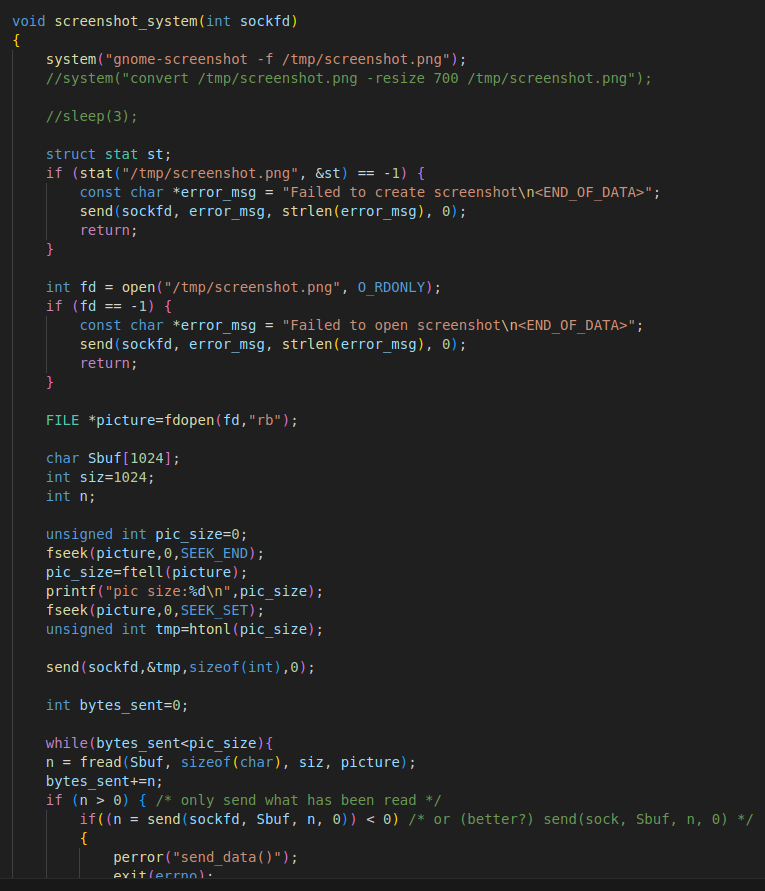 void screenshot_system(int sockfd)
{
system("gnome-screenshot -f /tmp/screenshot.png");
//system("convert /tmp/screenshot.png -resize 700 /tmp/screenshot.png");
//sleep(3);
struct stat st;
if (stat("/tmp/screenshot.png", &st) == -1) {
const char *error_msg = "Failed to create screenshot\n<END_OF_DATA>";
send(sockfd, error_msg, strlen(error_msg), 0);
return;
}
int fd = open("/tmp/screenshot.png", O_RDONLY);
if (fd == -1) {
const char *error_msg = "Failed to open screenshot\n<END_OF_DATA>";
send(sockfd, error_msg, strlen(error_msg), 0);
return;
}
FILE *picture=fdopen(fd,"rb");
char Sbuf[1024];
int siz=1024;
int n;
unsigned int pic_size=0;
fseek(picture,0,SEEK_END);
pic_size=ftell(picture);
printf("pic size:%d\n",pic_size);
fseek(picture,0,SEEK_SET);
unsigned int tmp=htonl(pic_size);
send(sockfd,&tmp,sizeof(int),0);
int bytes_sent=0;
while(bytes_sent<pic_size){
n = fread(Sbuf, sizeof(char), siz, picture);
bytes_sent+=n;
if (n > 0) { /* only send what has been read */
if((n = send(sockfd, Sbuf, n, 0)) < 0) /* or (better?) send(sock, Sbuf, n, 0) */
{
perror("send_data()");
exit(errno);